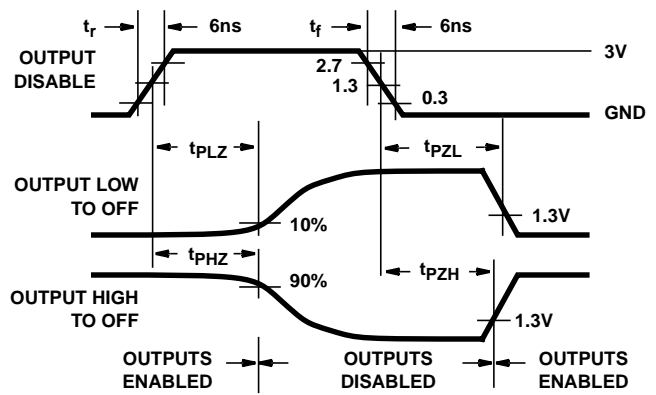 tr 6ns tf 6ns
OUTPUT
DISABLE
3V
2.7
1.3
0.3
GND
tPLZ tPZL
OUTPUT LOW
TO OFF
10%
1.3V
tPHZ tPZH
90%
OUTPUT HIGH
TO OFF
1.3V
OUTPUTS
ENABLED
OUTPUTS
DISABLED
OUTPUTS
ENABLED